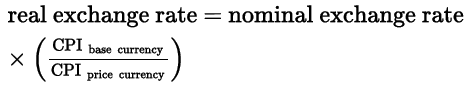 real exchange rate = nominal exchange rate
× ( CPI base currency / CPI price currency )